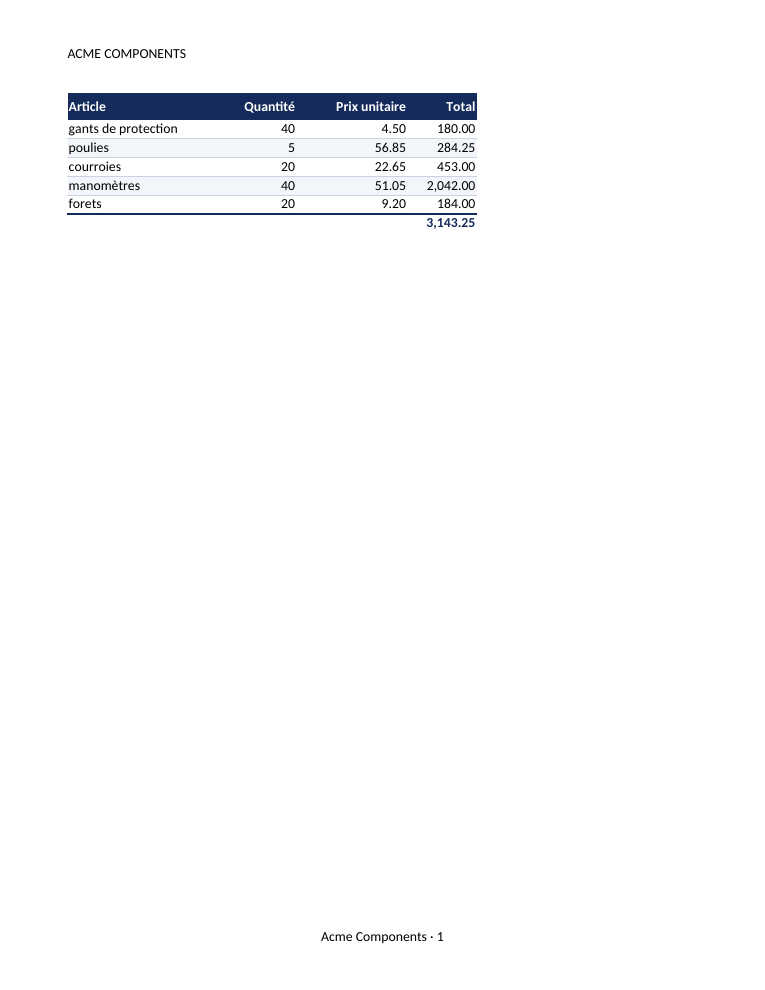 ACME COMPONENTS
Article Quantité Prix unitaire Total
gants de protection 40 4.50 180.00
poulies 5 56.85 284.25
courroies 20 22.65 453.00
manomètres 40 51.05 2,042.00
forets 20 9.20 184.00
3,143.25
Acme Components · 1